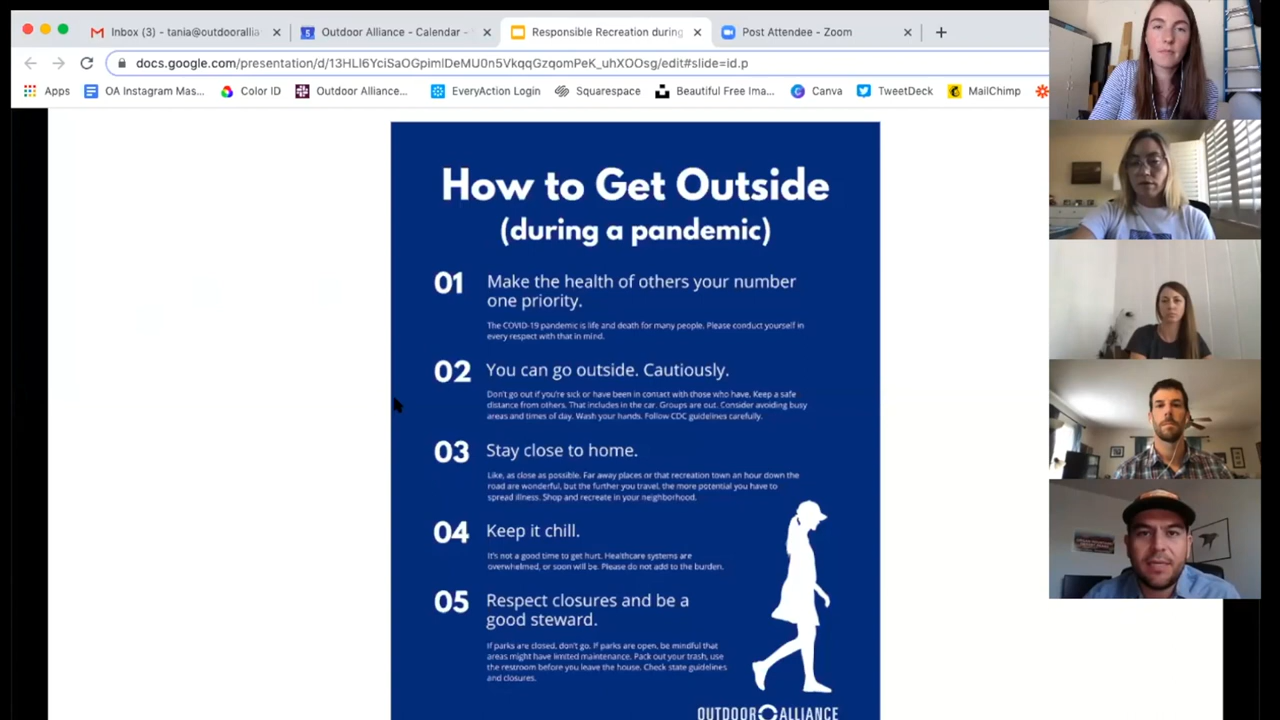 Inbox (3) - tania@outdooralli
Outdoor Alliance - Calendar -
Responsible Recreation during
Post Attendee - Zoom
docs.google.com/presentation/d/13HLI6YciSaOGpimIDeMU0n5VkqqGzqomPeK_uhXOOsg/edit#slide=id.p
Apps
OA Instagram Mas...
Color ID
Outdoor Alliance...
EveryAction Login
Squarespace
Beautiful Free Ima...
Canva
TweetDeck
MailChimp
How to Get Outside
(during a pandemic)
01 Make the health of others your number
one priority.
The COVID-19 pandemic is life and death for many people. Please conduct yourself in
every respect with that in mind.
02 You can go outside. Cautiously.
Don't go out if you're sick or have been in contact with those who have. Keep a safe
distance from others. That includes in the car. Groups are out. Consider avoiding busy
areas and times of day. Wash your hands. Follow CDC guidelines carefully.
03 Stay close to home.
Like, as close as possible. Far away places or that recreation town an hour down the
road are wonderful, but the further you travel, the more potential you have to
spread illness. Shop and recreate in your neighborhood.
04 Keep it chill.
It's not a good time to get hurt. Healthcare systems are
overwhelmed, or soon will be. Please do not add to the burden.
05 Respect closures and be a
good steward.
If parks are closed, don't go. If parks are open, be mindful that
areas might have limited maintenance. Pack out your trash, use
the restroom before you leave the house. Check state guidelines
and closures.
OUTDOOR ALLIANCE